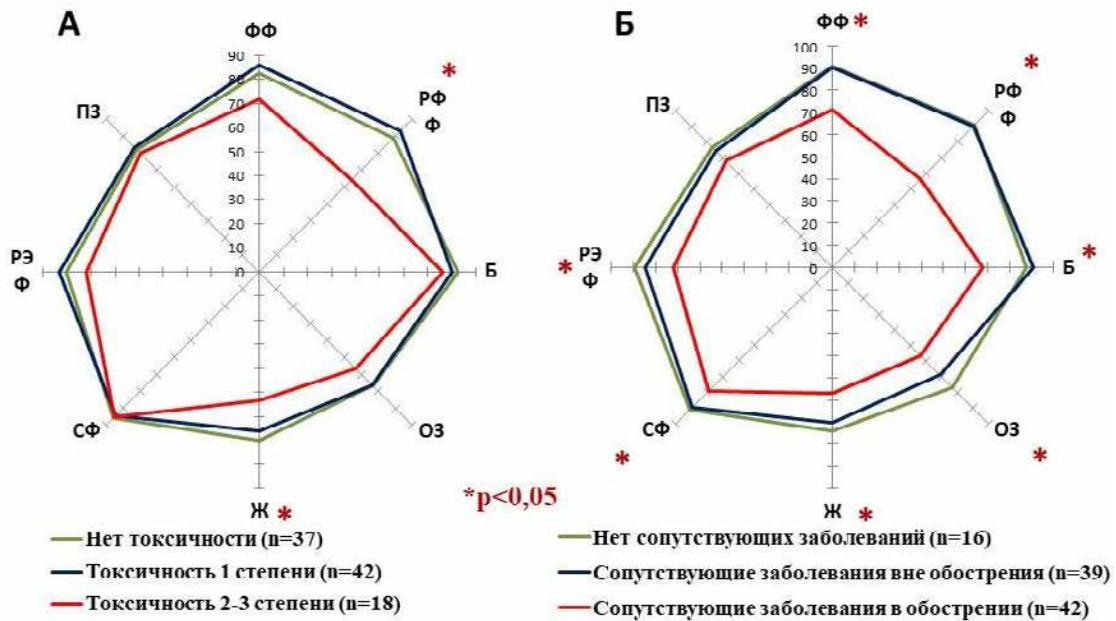 А
ФФ
*
90
80
70
60
50
40
30
20
10
0
РФ
Ф
Б
ОЗ
Ж *
СФ
РЭ
Ф
ПЗ
*p<0,05
Нет токсичности (n=37)
Токсичность 1 степени (n=42)
Токсичность 2-3 степени (n=18)
Б
ФФ *
*
100
90
80
70
60
50
40
30
20
10
0
РФ
Ф
Б *
ОЗ
*
Ж *
СФ
*
РЭ
Ф *
ПЗ
Нет сопутствующих заболеваний (n=16)
Сопутствующие заболевания вне обострения (n=39)
Сопутствующие заболевания в обострении (n=42)